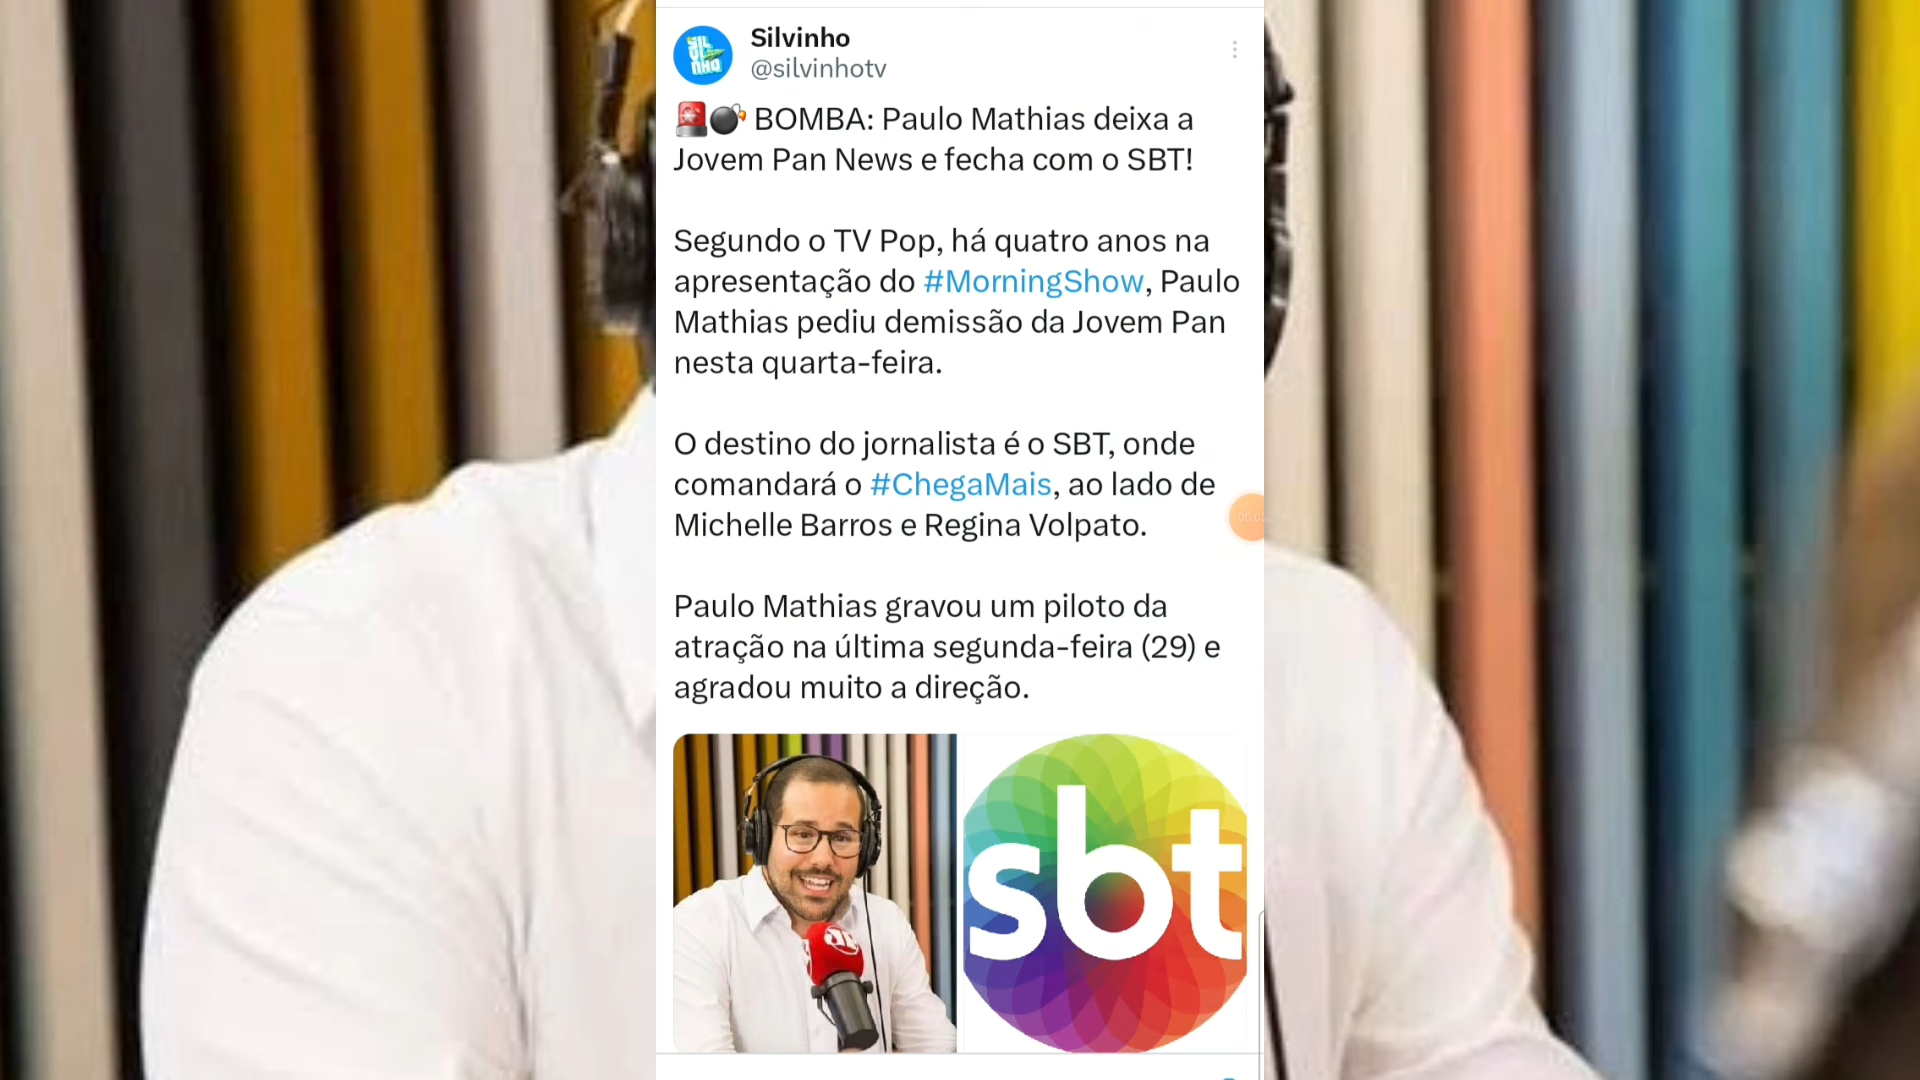 Silvinho
@silvinhotv
🚨💣 BOMBA: Paulo Mathias deixa a
Jovem Pan News e fecha com o SBT!
Segundo o TV Pop, há quatro anos na
apresentação do #MorningShow, Paulo
Mathias pediu demissão da Jovem Pan
nesta quarta-feira.
O destino do jornalista é o SBT, onde
comandará o #ChegaMais, ao lado de
Michelle Barros e Regina Volpato.
Paulo Mathias gravou um piloto da
atração na última segunda-feira (29) e
agradou muito a direção.
SILVINHO
sbt